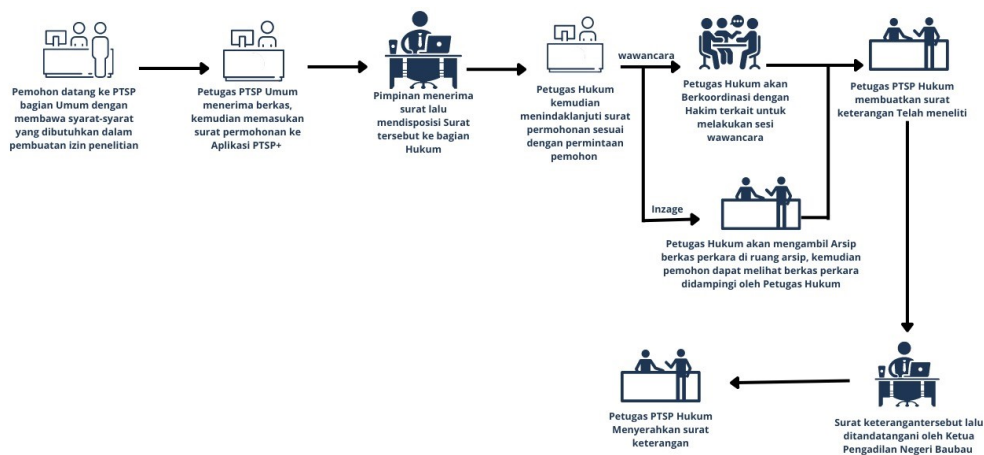 Pemohon datang ke PTSP
bagian Umum dengan
membawa syarat-syarat
yang dibutuhkan dalam
pembuatan izin penelitian
Petugas PTSP Umum
menerima berkas,
kemudian memasukan
surat permohonan ke
Aplikasi PTSP+
Pimpinan menerima
surat lalu
mendisposisi Surat
tersebut ke bagian
Hukum
Petugas Hukum
kemudian
menindaklanjuti surat
permohonan sesuai
dengan permintaan
pemohon
wawancara
Petugas Hukum akan
Berkoordinasi dengan
Hakim terkait untuk
melakukan sesi
wawancara
Inzage
Petugas Hukum akan mengambil Arsip
berkas perkara di ruang arsip, kemudian
pemohon dapat melihat berkas perkara
didampingi oleh Petugas Hukum
Petugas PTSP Hukum
membuatkan surat
keterangan Telah meneliti
Surat keterangantersebut lalu
ditandatangani oleh Ketua
Pengadilan Negeri Baubau
Petugas PTSP Hukum
Menyerahkan surat
keterangan